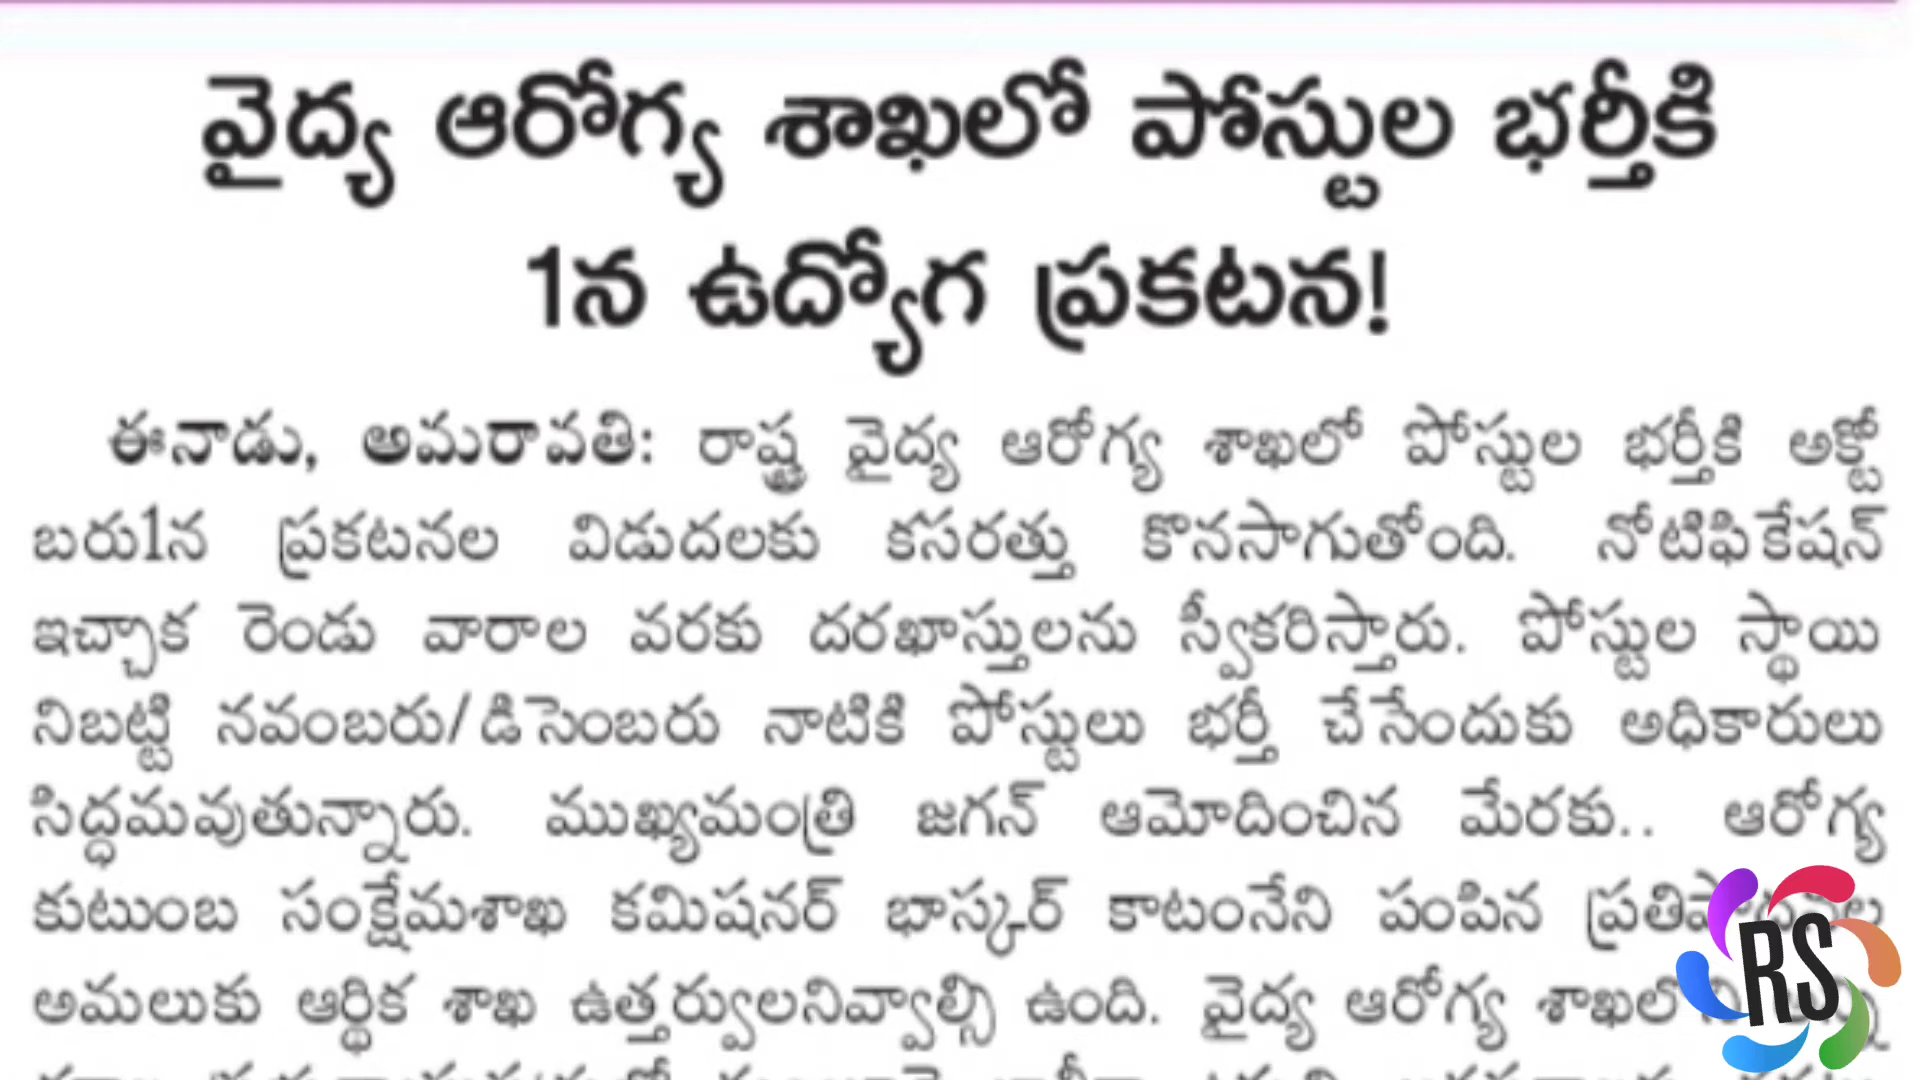 వైద్య ఆరోగ్య శాఖలో పోస్టుల భర్తీకి
1న ఉద్యోగ ప్రకటన!
ఈనాడు, అమరావతి: రాష్ట్ర వైద్య ఆరోగ్య శాఖలో పోస్టుల భర్తీకి అక్టో
బరు1న ప్రకటనల విడుదలకు కసరత్తు కొనసాగుతోంది. నోటిఫికేషన్
ఇచ్చాక రెండు వారాల వరకు దరఖాస్తులను స్వీకరిస్తారు. పోస్టుల స్థాయి
నిబట్టి నవంబరు/డిసెంబరు నాటికి పోస్టులు భర్తీ చేసేందుకు అధికారులు
సిద్ధమవుతున్నారు. ముఖ్యమంత్రి జగన్ ఆమోదించిన మేరకు.. ఆరోగ్య
కుటుంబ సంక్షేమశాఖ కమిషనర్ భాస్కర్ కాటంనేని పంపిన
అమలుకు ఆర్థిక శాఖ ఉత్తర్వులనివ్వాల్సి ఉంది. వైద్య ఆరోగ్య
RS